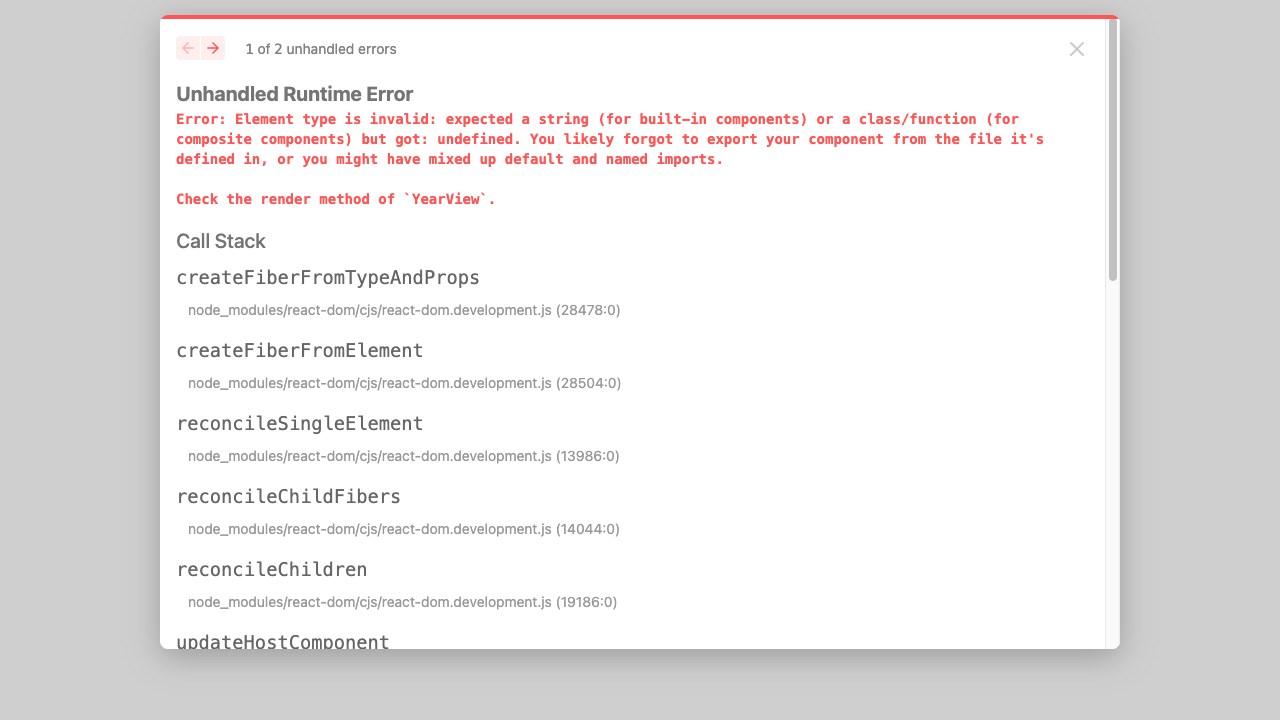 1 of 2 unhandled errors
Unhandled Runtime Error
Error: Element type is invalid: expected a string (for built-in components) or a class/function (for
composite components) but got: undefined. You likely forgot to export your component from the file it's
defined in, or you might have mixed up default and named imports.
Check the render method of `YearView`.
Call Stack
createFiberFromTypeAndProps
node_modules/react-dom/cjs/react-dom.development.js (28478:0)
createFiberFromElement
node_modules/react-dom/cjs/react-dom.development.js (28504:0)
reconcileSingleElement
node_modules/react-dom/cjs/react-dom.development.js (13986:0)
reconcileChildFibers
node_modules/react-dom/cjs/react-dom.development.js (14044:0)
reconcileChildren
node_modules/react-dom/cjs/react-dom.development.js (19186:0)
updateHostComponent